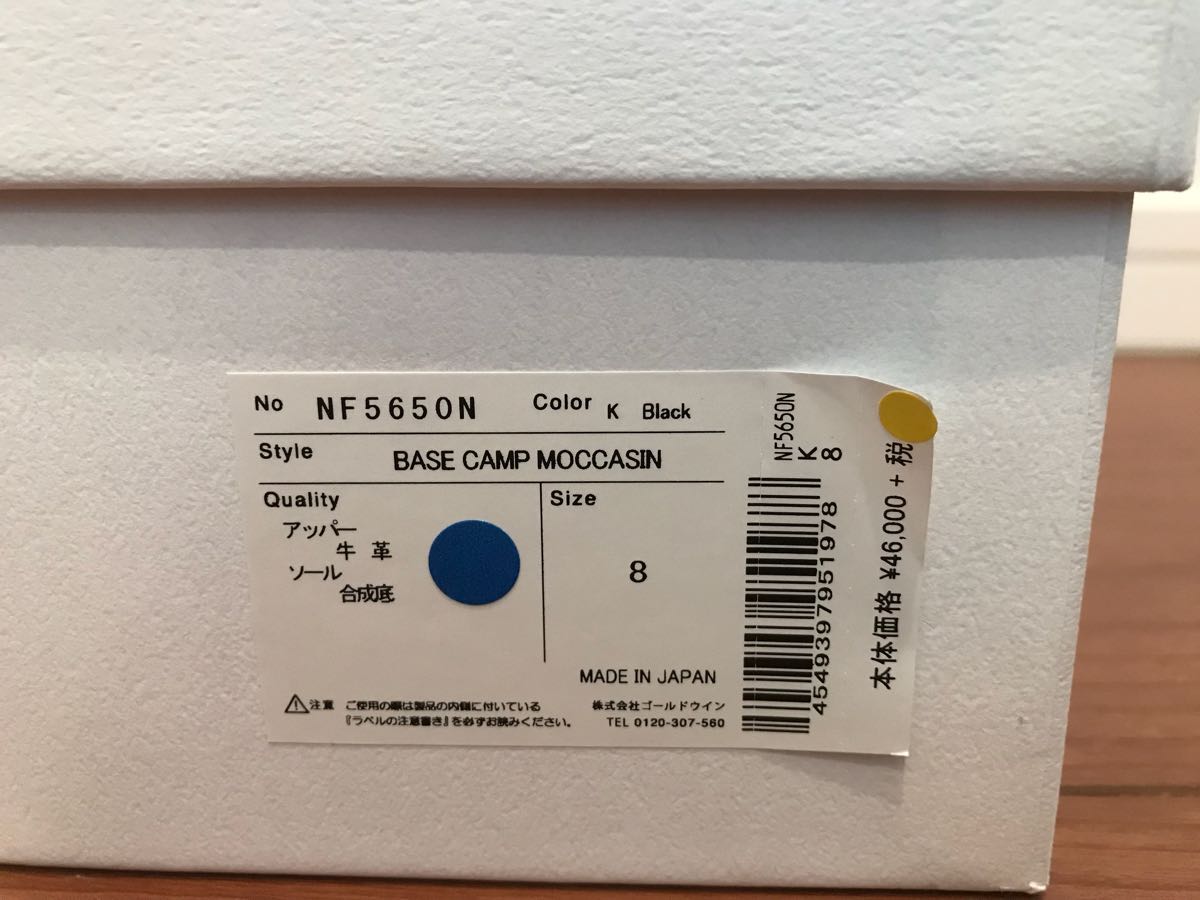 No NF5650N Color K Black
Style BASE CAMP MOCCASIN
Quality
アッパー
牛 革
ソール
合成底
Size
8
MADE IN JAPAN
⚠注意 ご使用の際は製品の内側に付いている
『ラベルの注意書き』を必ずお読みください。
株式会社ゴールドウイン
TEL 0120-307-560
NF5650N
K
8
4549397951978
本体価格 ¥46,000 + 税